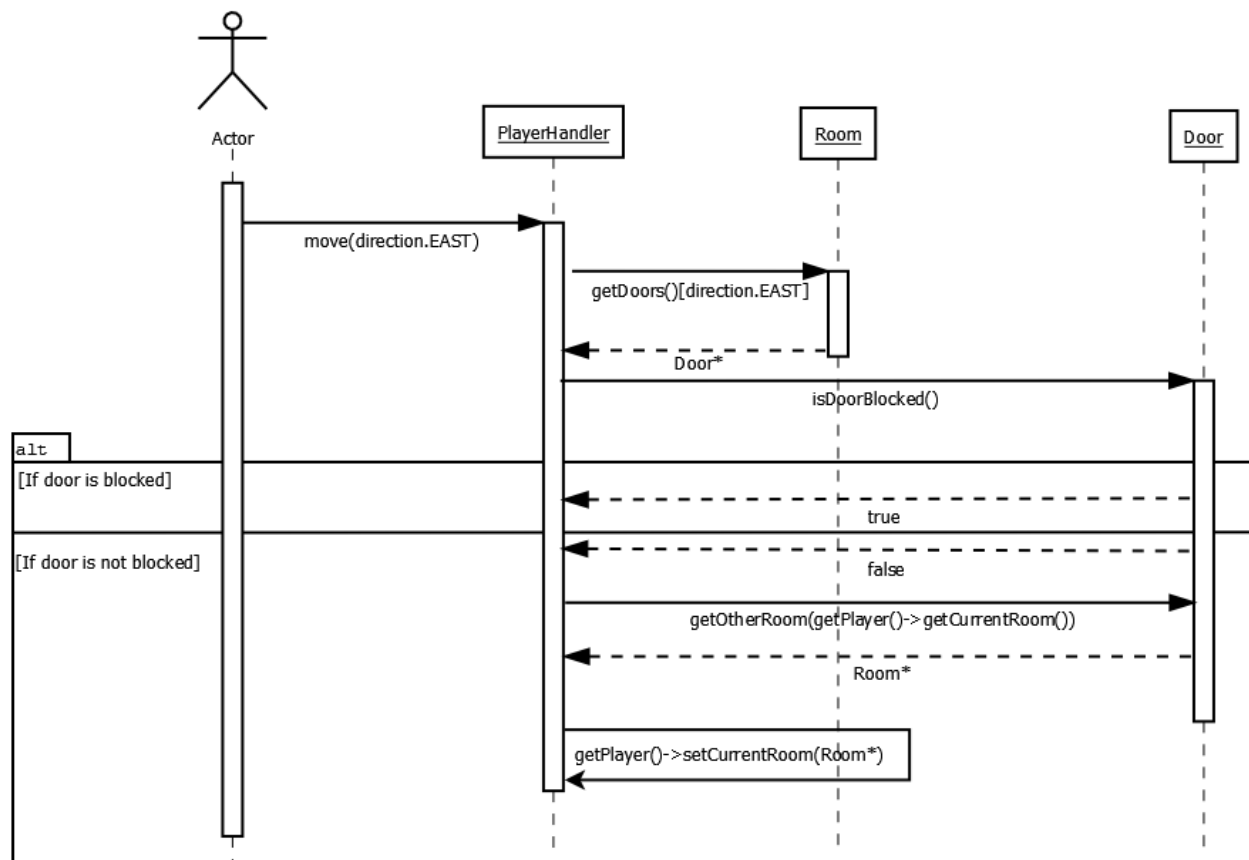 Actor
PlayerHandler
Room
Door
move(direction.EAST)
getDoors()[direction.EAST]
Door*
isDoorBlocked()
alt
[If door is blocked]
true
[If door is not blocked]
false
getOtherRoom(getPlayer()->getCurrentRoom())
Room*
getPlayer()->setCurrentRoom(Room*)